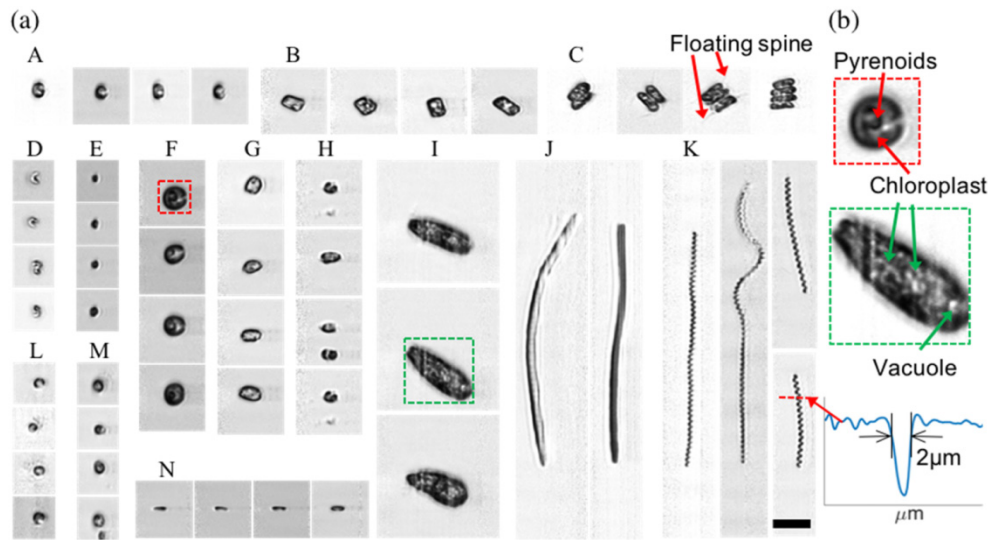 (a)
(b)
A
B
C
Floating spine
Pyrenoids
D
E
F
G
H
I
J
K
Chloroplast
Vacuole
L
M
N
2μm
μm